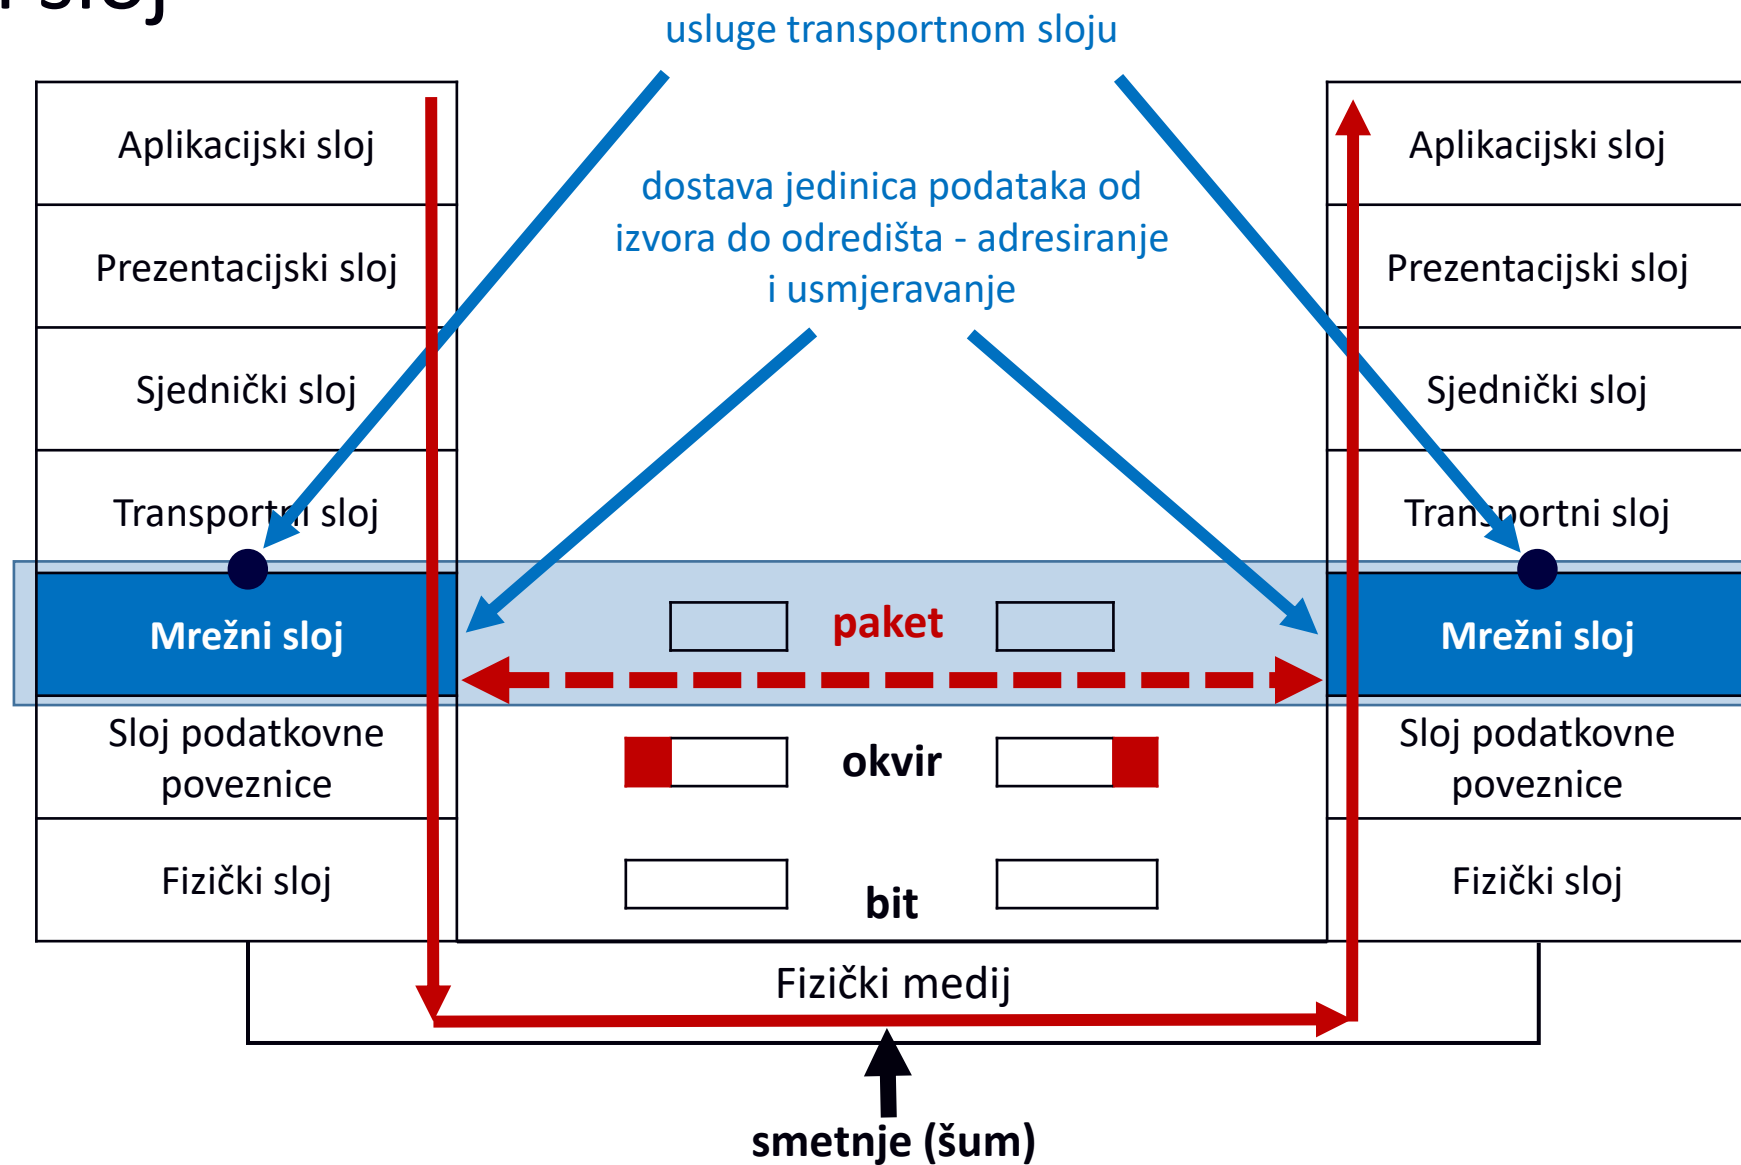 sloj
usluge transportnom sloju
Aplikacijski sloj
Aplikacijski sloj
dostava jedinica podataka od
izvora do odredišta - adresiranje
i usmjeravanje
Prezentacijski sloj
Prezentacijski sloj
Sjednički sloj
Sjednički sloj
Transportni sloj
Transportni sloj
Mrežni sloj
paket
Mrežni sloj
Sloj podatkovne
poveznice
okvir
Sloj podatkovne
poveznice
Fizički sloj
bit
Fizički sloj
Fizički medij
smetnje (šum)